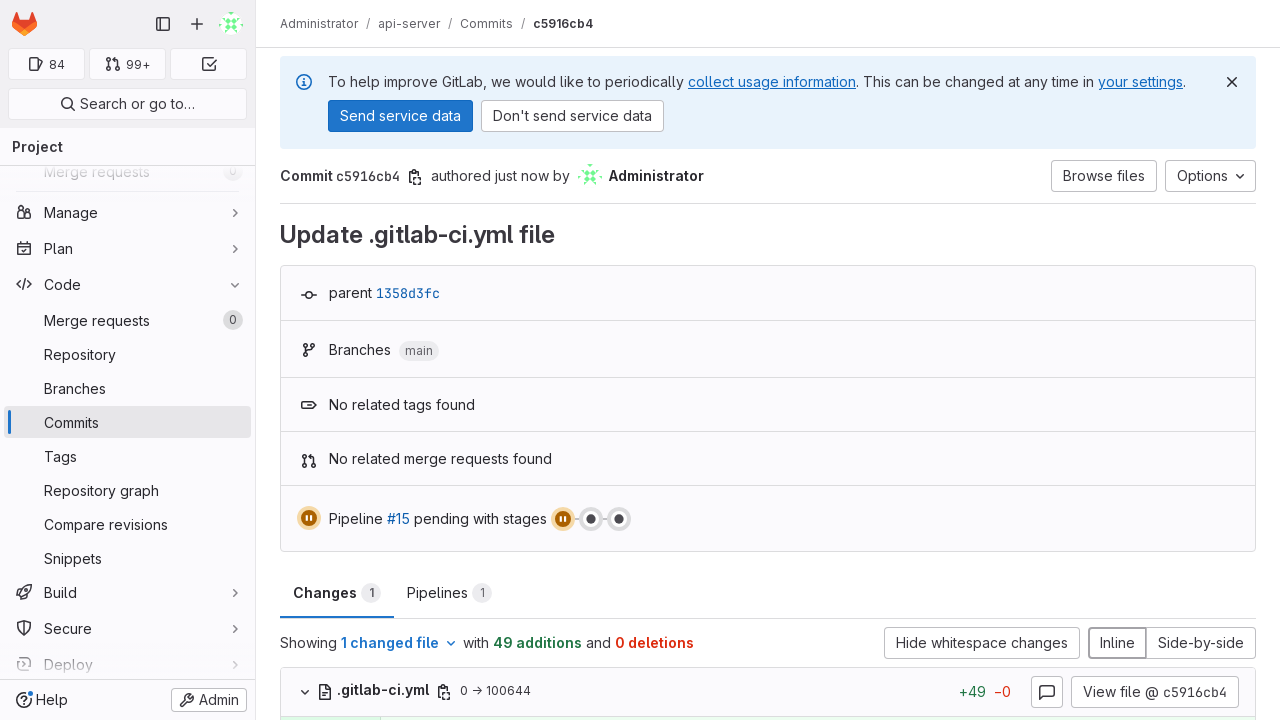 Administrator / api-server / Commits / c5916cb4
84
99+
Search or go to…
Project
Merge requests 0
Manage
Plan
Code
Merge requests 0
Repository
Branches
Commits
Tags
Repository graph
Compare revisions
Snippets
Build
Secure
Deploy
Help
Admin
To help improve GitLab, we would like to periodically collect usage information. This can be changed at any time in your settings.
Send service data
Don't send service data
Commit c5916cb4 authored just now by Administrator
Browse files
Options
Update .gitlab-ci.yml file
parent 1358d3fc
Branches main
No related tags found
No related merge requests found
Pipeline #15 pending with stages
Changes 1
Pipelines 1
Showing 1 changed file with 49 additions and 0 deletions
Hide whitespace changes
Inline
Side-by-side
.gitlab-ci.yml 0 → 100644
+49 −0
View file @ c5916cb4